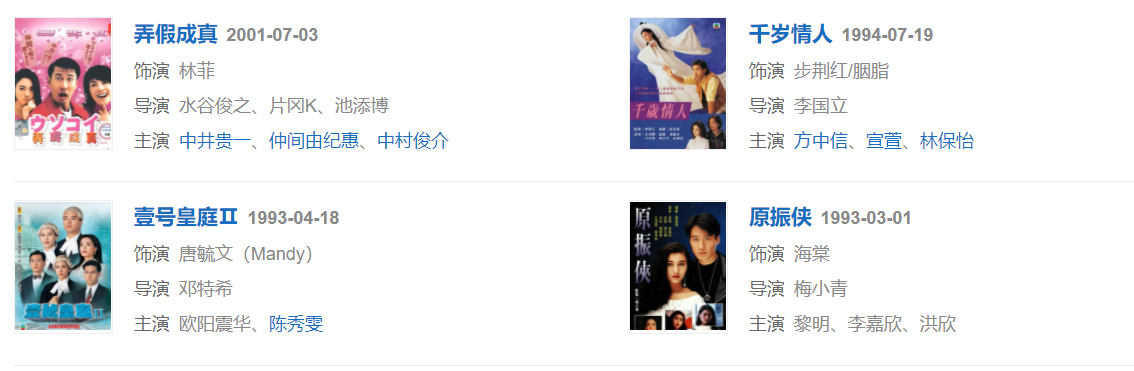 弄假成真 2001-07-03
饰演 林菲
导演 水谷俊之、片冈K、池添博
主演 中井贵一、仲间由纪惠、中村俊介
ウソコイ
弄假成真
千岁情人 1994-07-19
饰演 步荆红/胭脂
导演 李国立
主演 方中信、宣萱、林保怡
千歲情人
壹号皇庭Ⅱ 1993-04-18
饰演 唐毓文（Mandy）
导演 邓特希
主演 欧阳震华、陈秀雯
壹號皇庭II
原振侠 1993-03-01
饰演 海棠
导演 梅小青
主演 黎明、李嘉欣、洪欣
原振俠